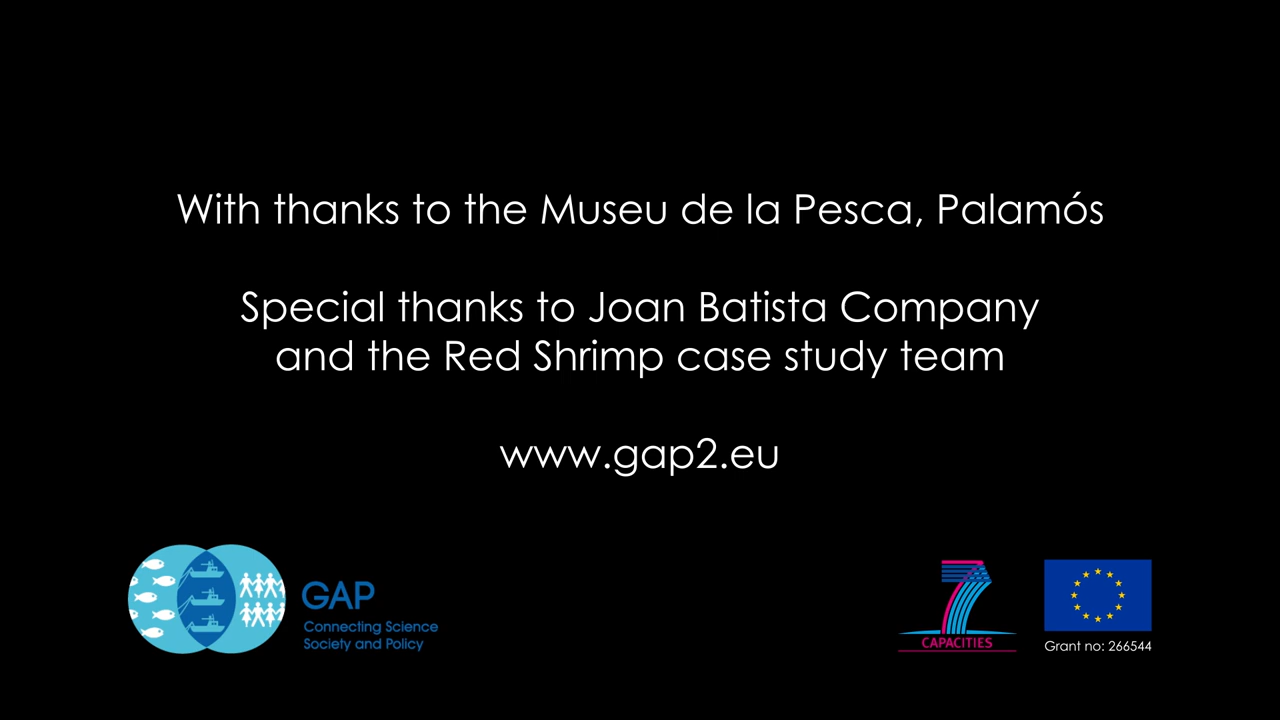 With thanks to the Museu de la Pesca, Palamós
Special thanks to Joan Batista Company
and the Red Shrimp case study team
www.gap2.eu
GAP
Connecting Science
Society and Policy
7
CAPACITIES
Grant no: 266544